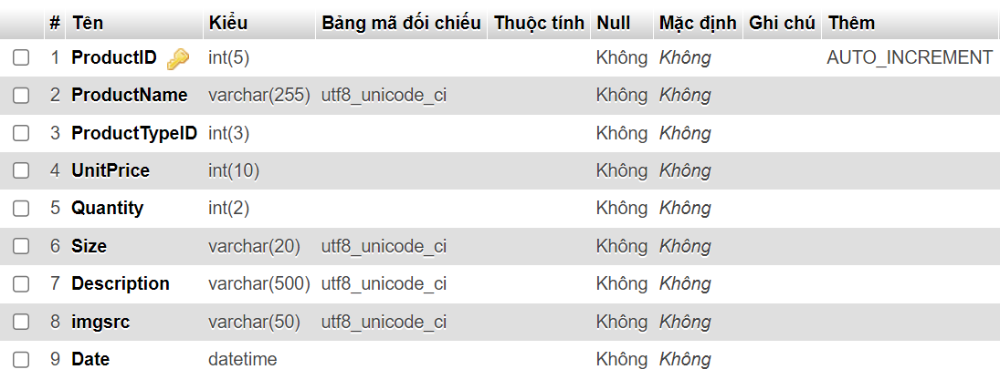 # Tên Kiểu Bảng mã đối chiếu Thuộc tính Null Mặc định Ghi chú Thêm
1 ProductID int(5) Không Không AUTO_INCREMENT
2 ProductName varchar(255) utf8_unicode_ci Không Không
3 ProductTypeID int(3) Không Không
4 UnitPrice int(10) Không Không
5 Quantity int(2) Không Không
6 Size varchar(20) utf8_unicode_ci Không Không
7 Description varchar(500) utf8_unicode_ci Không Không
8 imgsrc varchar(50) utf8_unicode_ci Không Không
9 Date datetime Không Không